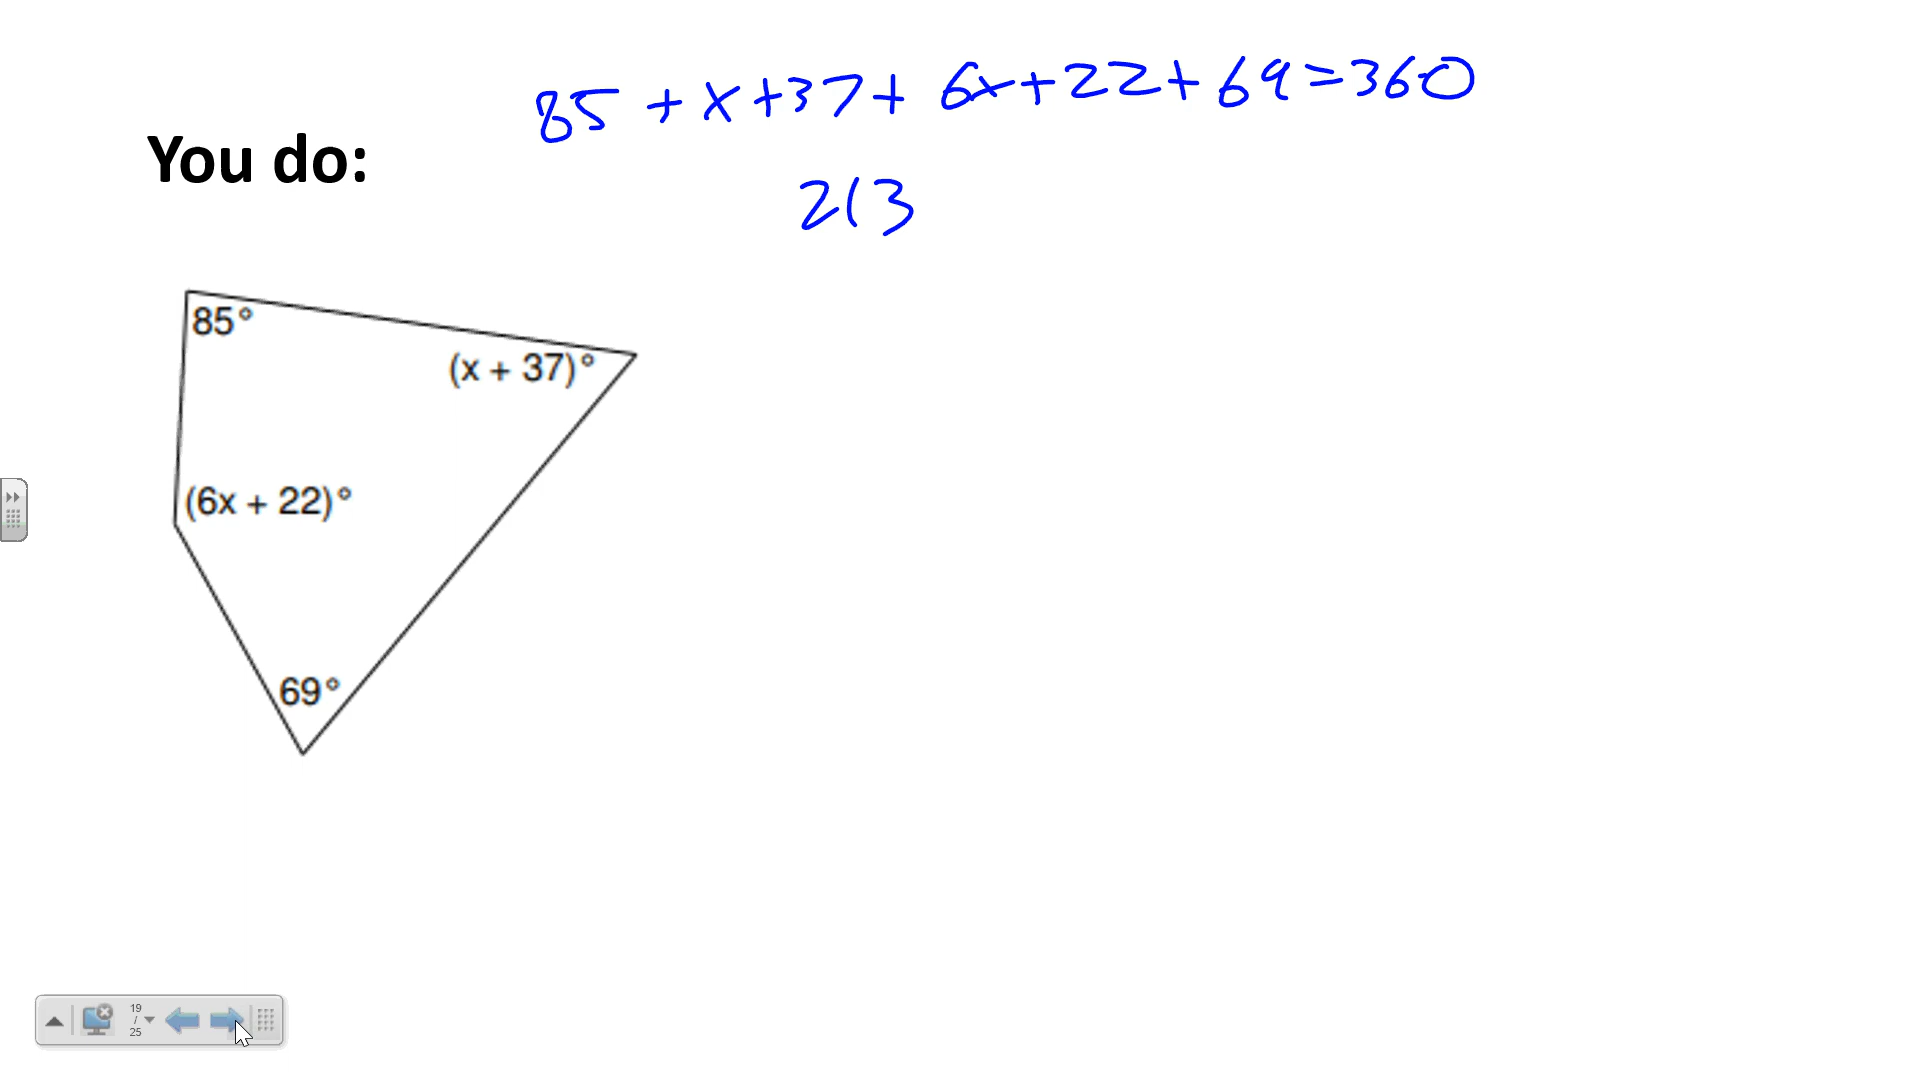 85 + x + 37 + 6x + 22 + 69 = 360
You do:
213
85°
(x + 37)°
(6x + 22)°
69°
19
/
25